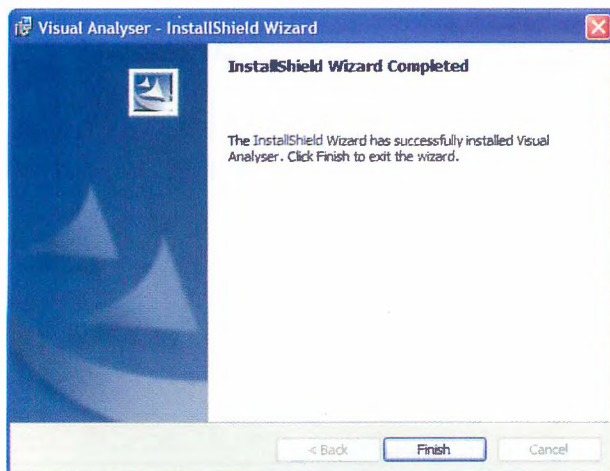 Visual Analyser - InstallShield Wizard
InstallShield Wizard Completed
The InstallShield Wizard has successfully installed Visual
Analyser. Click Finish to exit the wizard.
< Back
Finish
Cancel